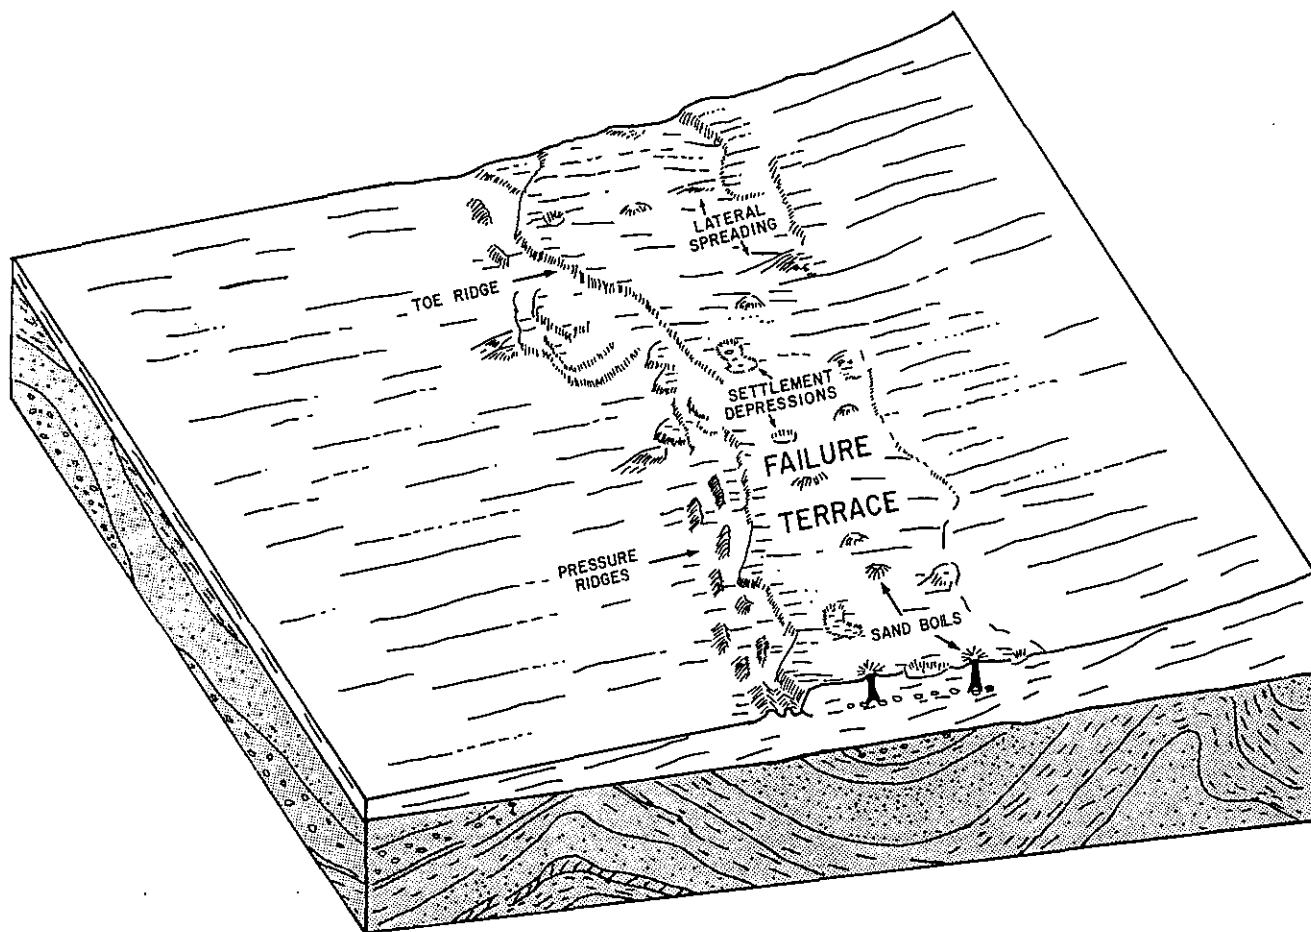 LATERAL
SPREADING
TOE RIDGE
SETTLEMENT
DEPRESSIONS
FAILURE
TERRACE
PRESSURE
RIDGES
SAND BOILS